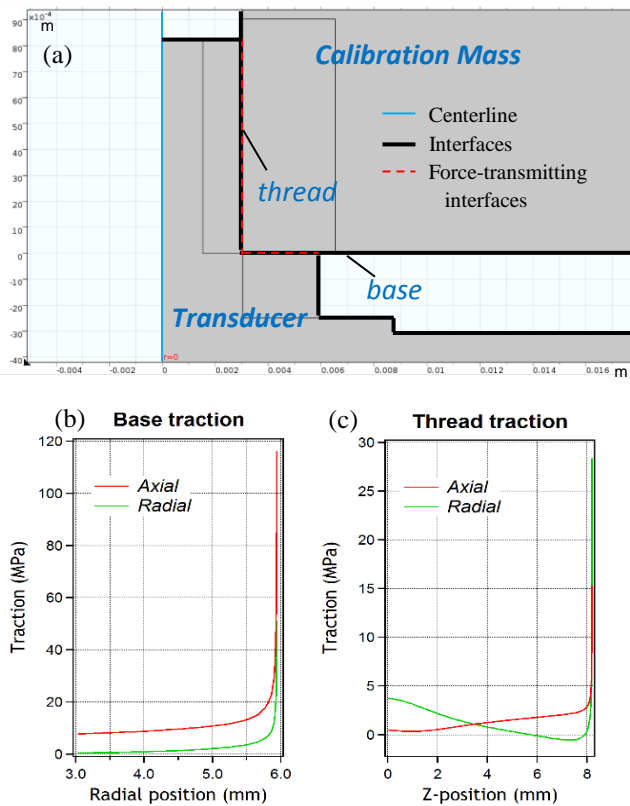 ×10⁻⁴
m
(a)
Calibration Mass
90
80
70
60
50
40
30
20
10
0
-10
-20
-30
-40
Centerline
Interfaces
Force-transmitting
interfaces
thread
base
Transducer
r=0
-0.004
-0.002
0
0.002
0.004
0.006
0.008
0.01
0.012
0.014
0.016
m
(b)
Base traction
120
100
80
60
40
20
0
Traction (MPa)
Axial
Radial
3.0
4.0
5.0
6.0
Radial position (mm)
(c)
Thread traction
30
25
20
15
10
5
0
Traction (MPa)
Axial
Radial
0
2
4
6
8
Z-position (mm)